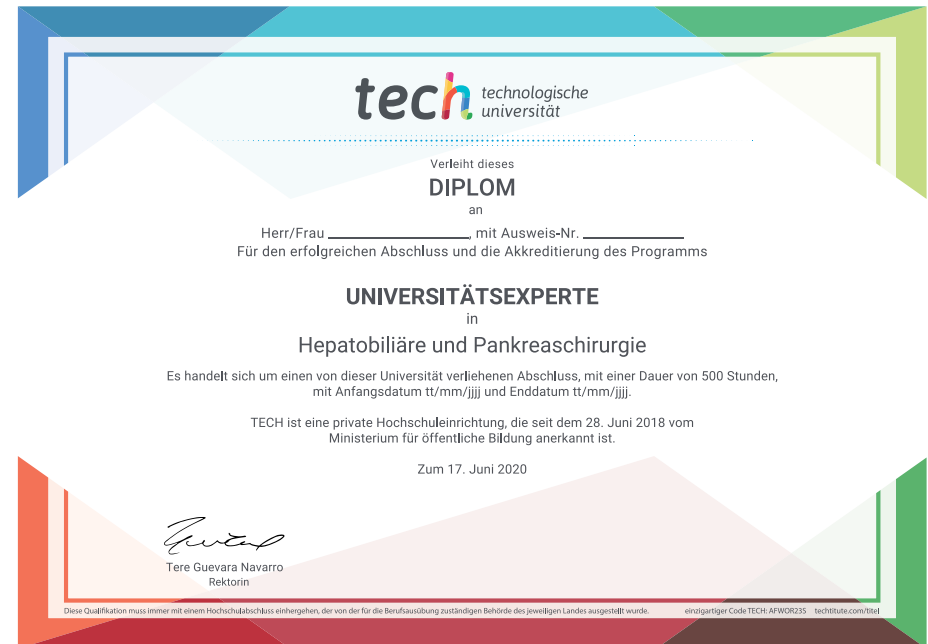 tech technologische
universität
Verleiht dieses
DIPLOM
an
Herr/Frau ____________________, mit Ausweis-Nr. ______________
Für den erfolgreichen Abschluss und die Akkreditierung des Programms
UNIVERSITÄTSEXPERTE
in
Hepatobiliäre und Pankreaschirurgie
Es handelt sich um einen von dieser Universität verliehenen Abschluss, mit einer Dauer von 500 Stunden,
mit Anfangsdatum tt/mm/jjjj und Enddatum tt/mm/jjjj.
TECH ist eine private Hochschuleinrichtung, die seit dem 28. Juni 2018 vom
Ministerium für öffentliche Bildung anerkannt ist.
Zum 17. Juni 2020
Tere Guevara Navarro
Rektorin
Diese Qualifikation muss immer mit einem Hochschulabschluss einhergehen, der von der für die Berufsausübung zuständigen Behörde des jeweiligen Landes ausgestellt wurde. einzigartiger Code TECH: AFWOR235 techtitute.com/titel